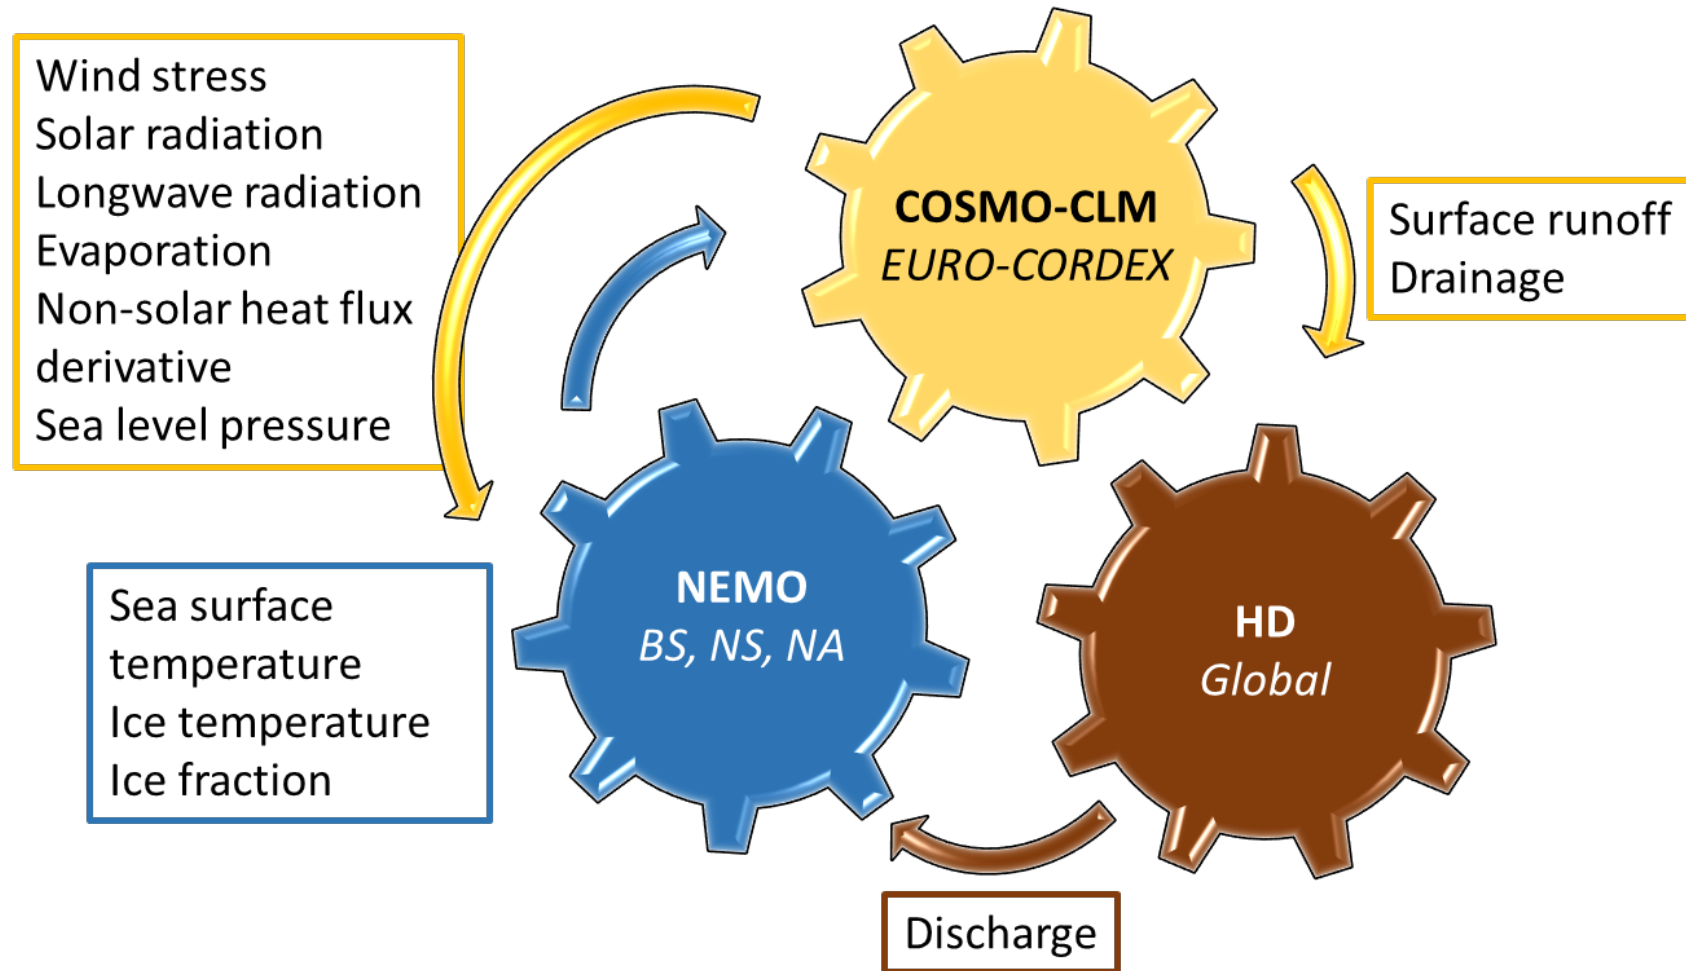 Wind stress
Solar radiation
Longwave radiation
Evaporation
Non-solar heat flux
derivative
Sea level pressure
COSMO-CLM
EURO-CORDEX
Surface runoff
Drainage
Sea surface
temperature
Ice temperature
Ice fraction
NEMO
BS, NS, NA
HD
Global
Discharge